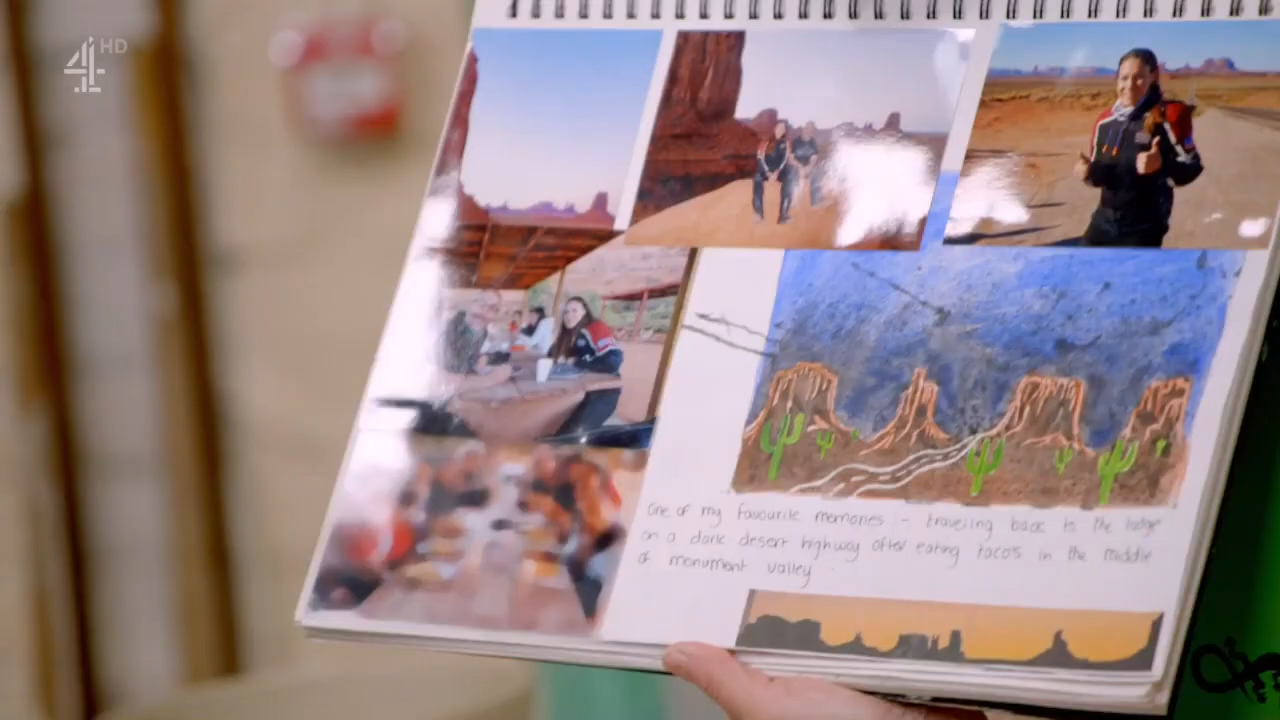 4 HD
One of my favourite memories - traveling back to the lodge
on a dark desert highway after eating tacos in the middle
of monument valley